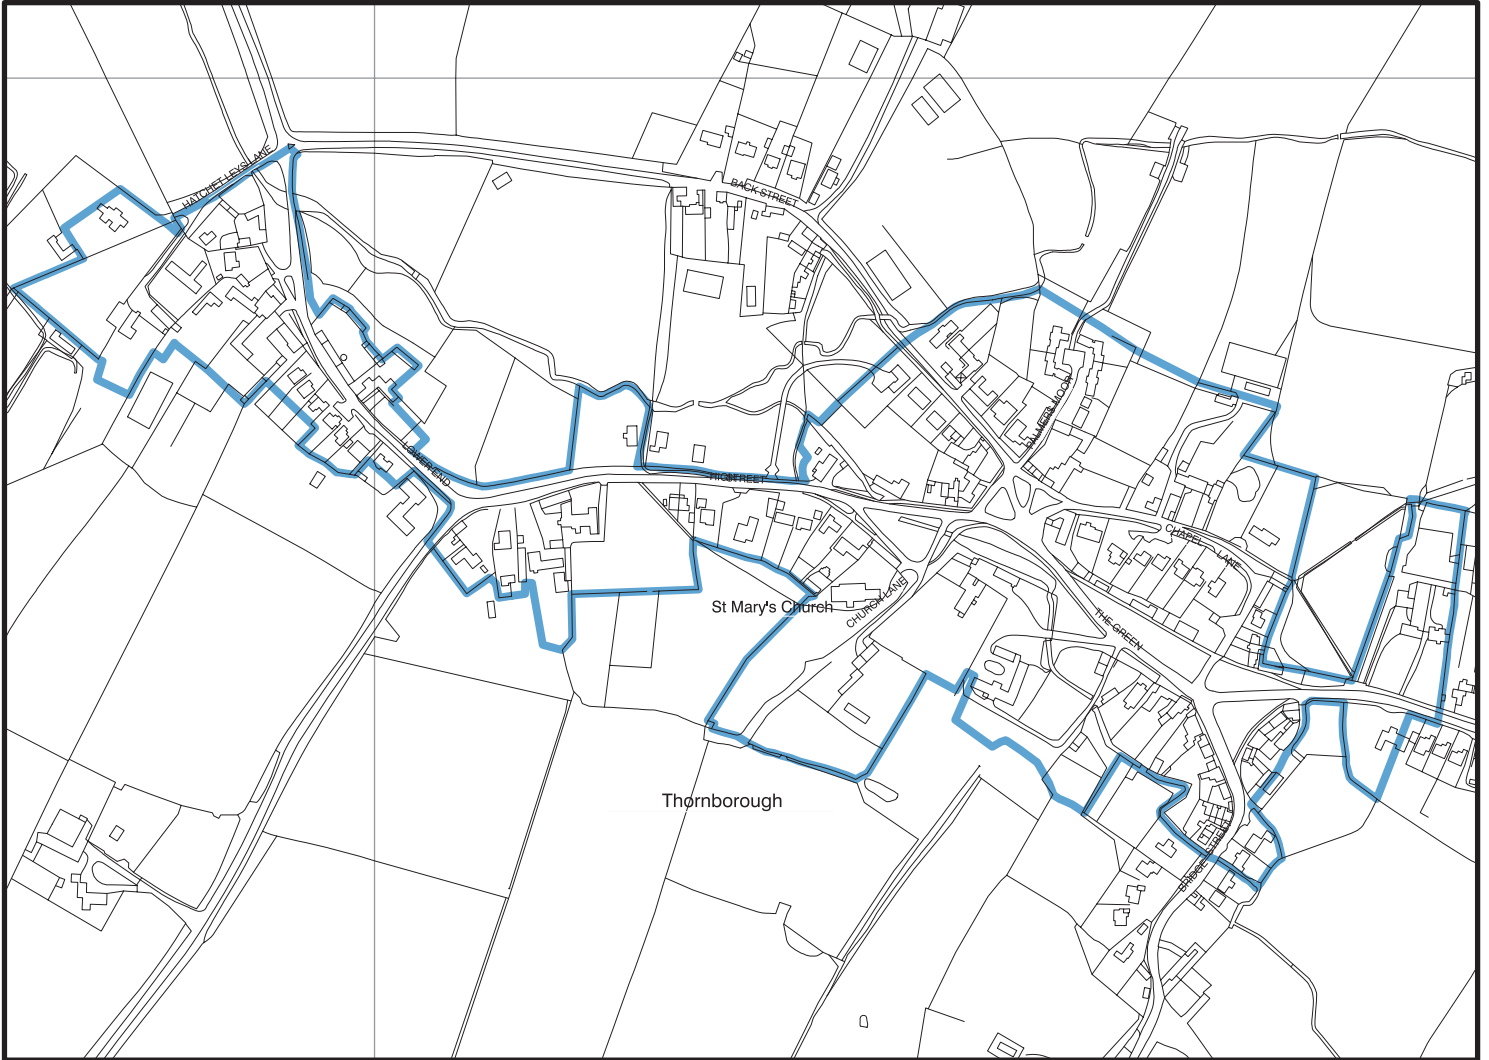 HATCHET LEYS LANE
BACK STREET
PALMERS MOOR
LOWER END
STREET
CHAPEL LANE
St Mary's Church
CHURCH LANE
THE GREEN
Thornborough
BRIDGE STREET